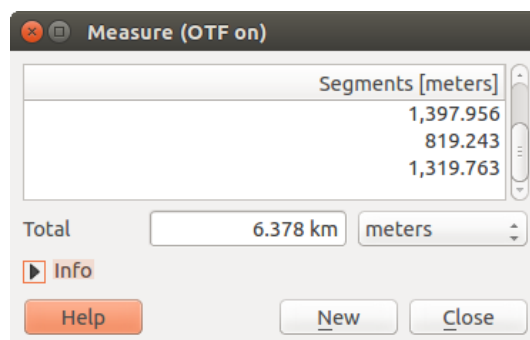 Measure (OTF on)
Segments [meters]
1,397.956
819.243
1,319.763
Total 6.378 km meters
Info
Help New Close